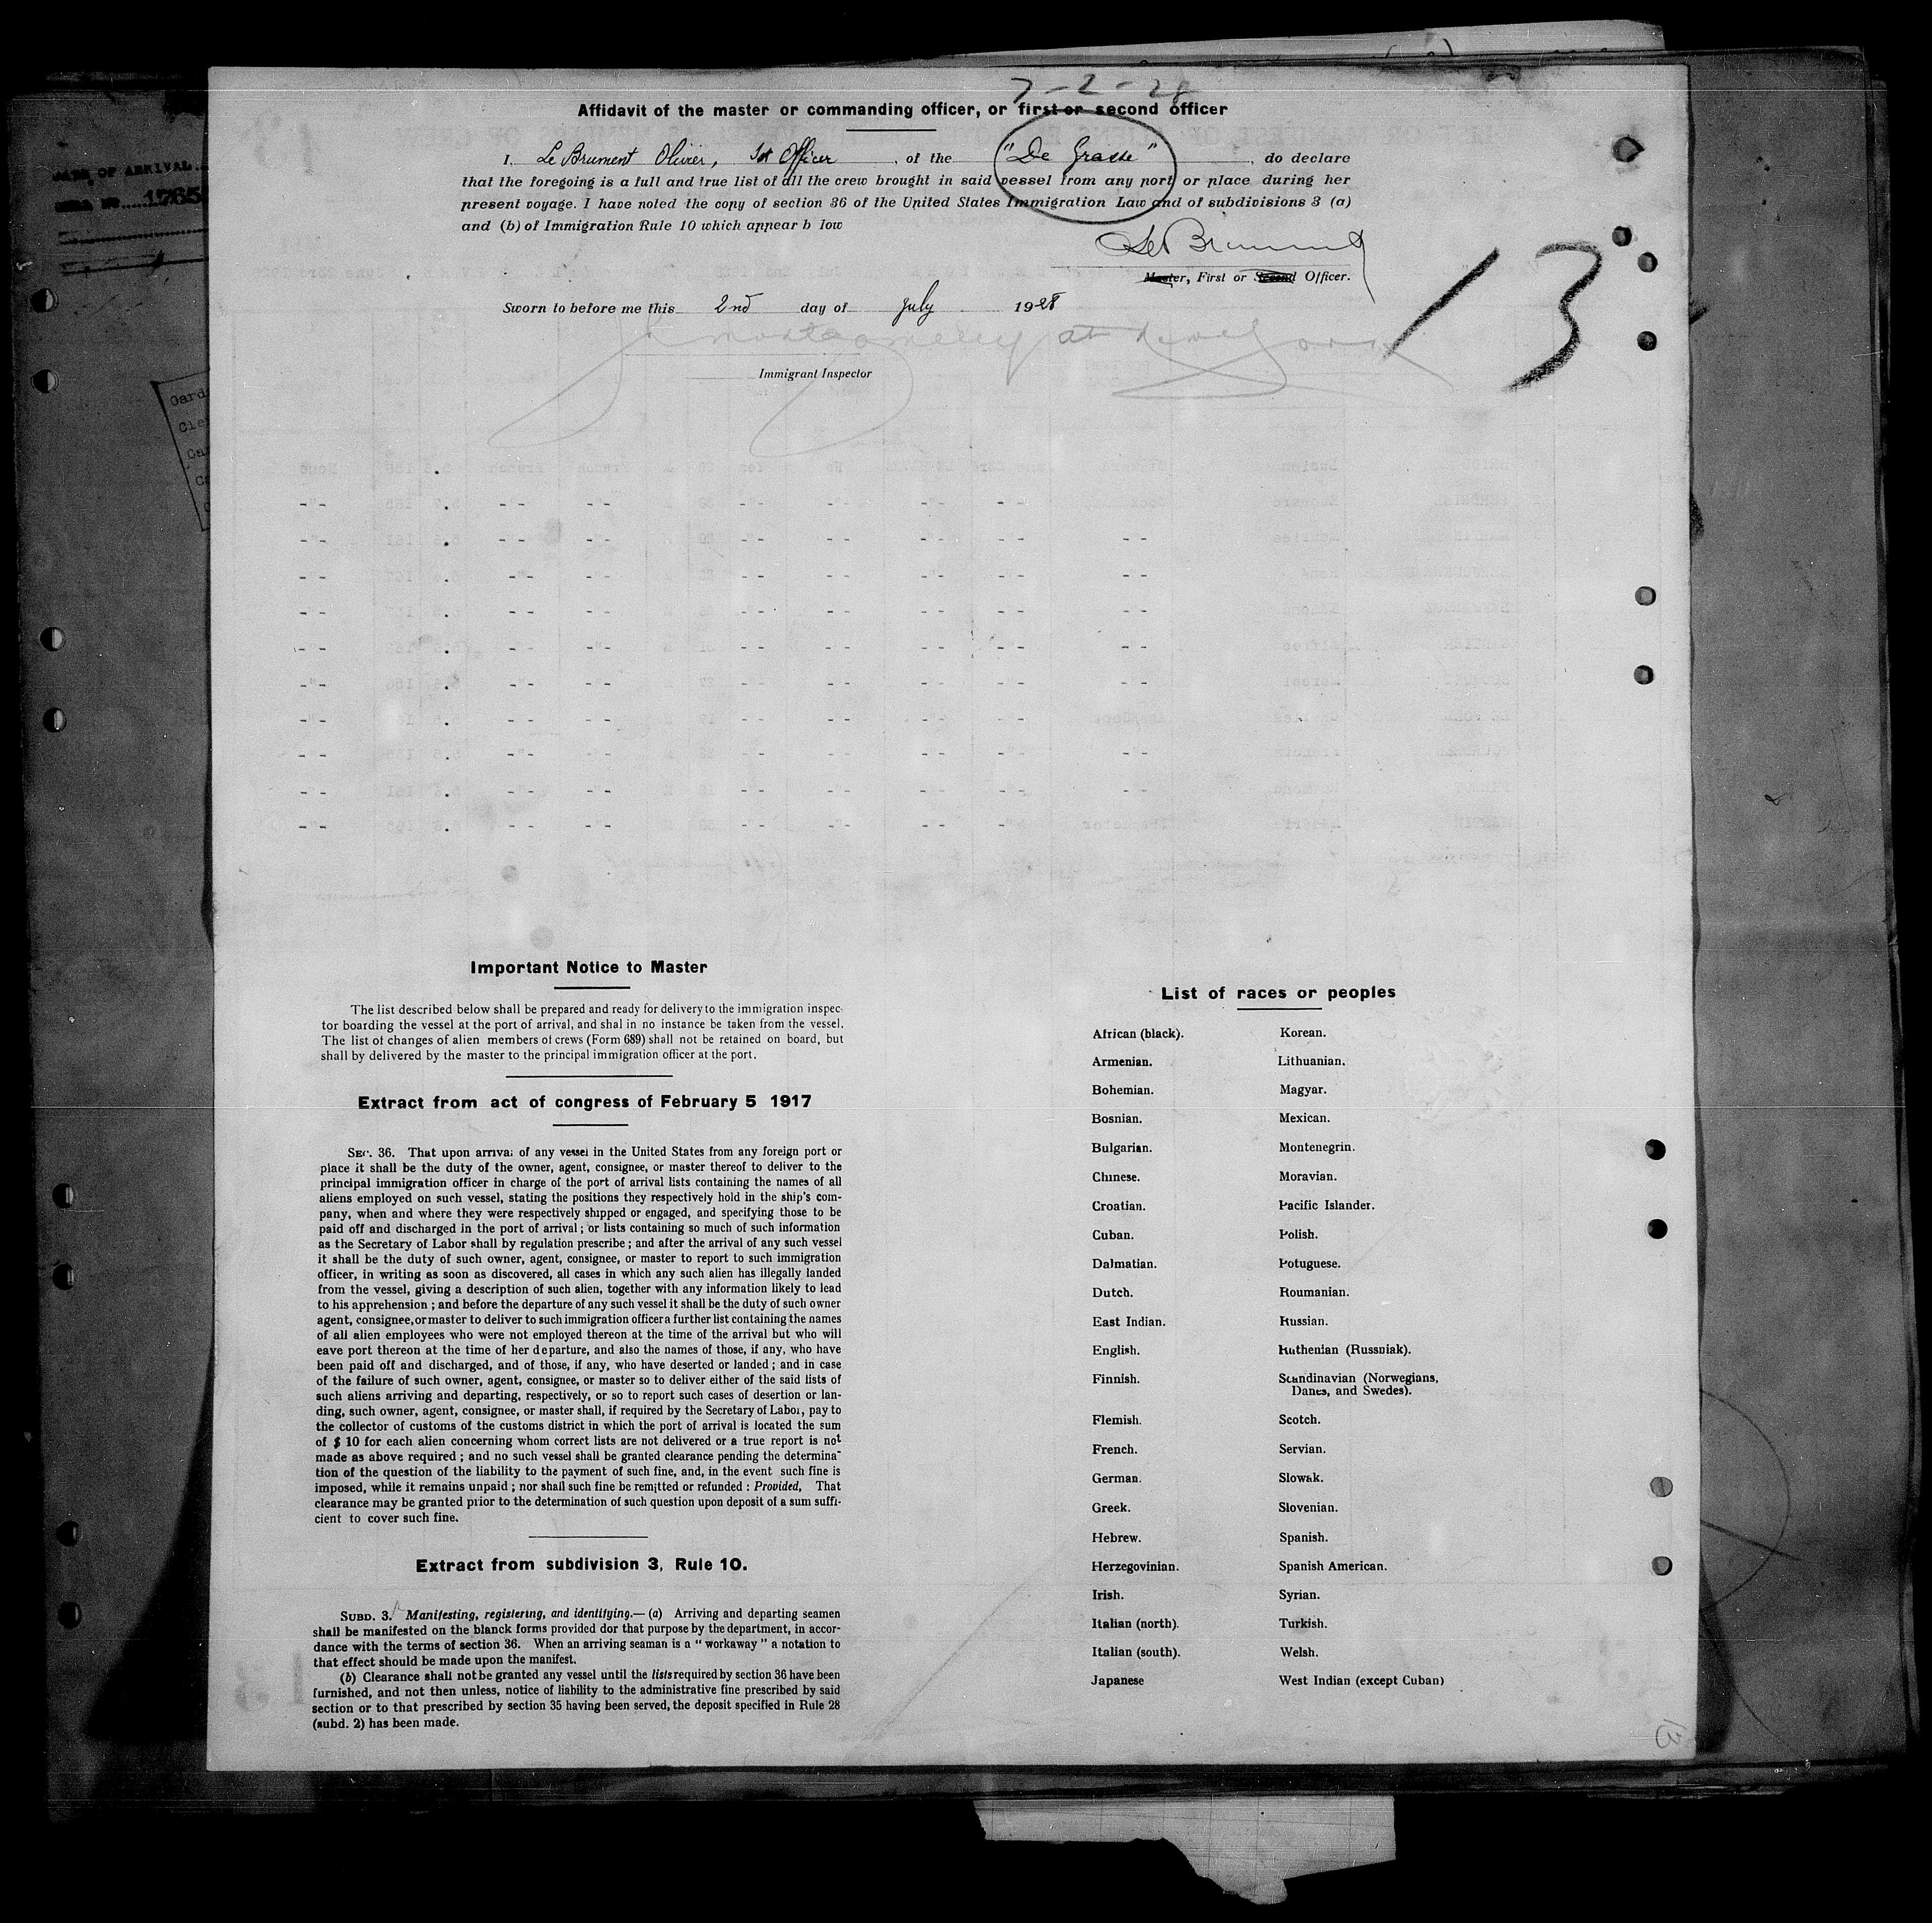 7-2-28
Affidavit of the master or commanding officer, or first or second officer
I, Le Brument Olivier, 1st Officer, of the "De Grasse", do declare
that the foregoing is a full and true list of all the crew brought in said vessel from any port or place during her
present voyage. I have noted the copy of section 36 of the United States Immigration Law and of subdivisions 3 (a)
and (b) of Immigration Rule 10 which appear b low
Le Brument
Master, First or Second Officer.
13
Sworn to before me this 2nd day of July 1928
Immigrant Inspector
Important Notice to Master
The list described below shall be prepared and ready for delivery to the immigration inspec-
tor boarding the vessel at the port of arrival, and shal in no instance be taken from the vessel.
The list of changes of alien members of crews (Form 689) shall not be retained on board, but
shall by delivered by the master to the principal immigration officer at the port.
Extract from act of congress of February 5 1917
SEC. 36. That upon arrival of any vessel in the United States from any foreign port or
place it shall be the duty of the owner, agent, consignee, or master thereof to deliver to the
principal immigration officer in charge of the port of arrival lists containing the names of all
aliens employed on such vessel, stating the positions they respectively hold in the ship's com-
pany, when and where they were respectively shipped or engaged, and specifying those to be
paid off and discharged in the port of arrival; or lists containing so much of such information
as the Secretary of Labor shall by regulation prescribe; and after the arrival of any such vessel
it shall be the duty of such owner, agent, consignee, or master to report to such immigration
officer, in writing as soon as discovered, all cases in which any such alien has illegally landed
from the vessel, giving a description of such alien, together with any information likely to lead
to his apprehension; and before the departure of any such vessel it shall be the duty of such owner
agent, consignee, or master to deliver to such immigration officer a further list containing the names
of all alien employees who were not employed thereon at the time of the arrival but who will
eave port thereon at the time of her departure, and also the names of those, if any, who have
been paid off and discharged, and of those, if any, who have deserted or landed; and in case
of the failure of such owner, agent, consignee, or master so to deliver either of the said lists of
such aliens arriving and departing, respectively, or so to report such cases of desertion or lan-
ding, such owner, agent, consignee, or master shall, if required by the Secretary of Labor, pay to
the collector of customs of the customs district in which the port of arrival is located the sum
of $ 10 for each alien concerning whom correct lists are not delivered or a true report is not
made as above required; and no such vessel shall be granted clearance pending the determina-
tion of the question of the liability to the payment of such fine, and, in the event such fine is
imposed, while it remains unpaid; nor shall such fine be remitted or refunded: Provided, That
clearance may be granted prior to the determination of such question upon deposit of a sum suffi-
cient to cover such fine.
Extract from subdivision 3, Rule 10.
SUBD. 3. Manifesting, registering, and identifying.— (a) Arriving and departing seamen
shall be manifested on the blanck forms provided dor that purpose by the department, in accor-
dance with the terms of section 36. When an arriving seaman is a "workaway" a notation to
that effect should be made upon the manifest.
(b) Clearance shall not be granted any vessel until the lists required by section 36 have been
furnished, and not then unless, notice of liability to the administrative fine prescribed by said
section or to that prescribed by section 35 having been served, the deposit specified in Rule 28
(subd. 2) has been made.
List of races or peoples
African (black). Korean.
Armenian. Lithuanian.
Bohemian. Magyar.
Bosnian. Mexican.
Bulgarian. Montenegrin.
Chinese. Moravian.
Croatian. Pacific Islander.
Cuban. Polish.
Dalmatian. Potuguese.
Dutch. Roumanian.
East Indian. Russian.
English. Ruthenian (Russniak).
Finnish. Scandinavian (Norwegians,
Danes, and Swedes).
Flemish. Scotch.
French. Servian.
German. Slowak.
Greek. Slovenian.
Hebrew. Spanish.
Herzegovinian. Spanish American.
Irish. Syrian.
Italian (north). Turkish.
Italian (south). Welsh.
Japanese West Indian (except Cuban)